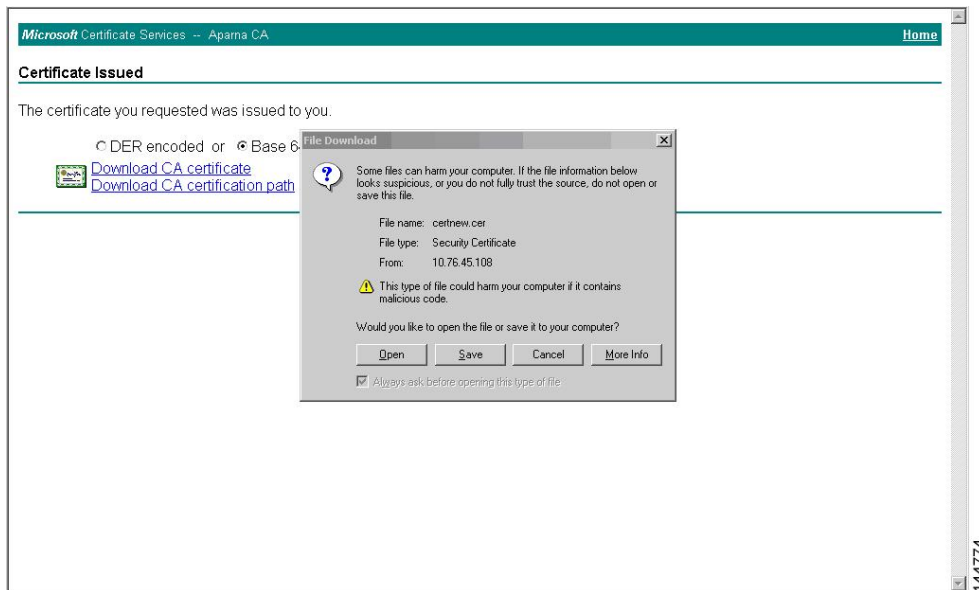 Microsoft Certificate Services -- Aparna CA Home
Certificate Issued
The certificate you requested was issued to you.
DER encoded or Base 6
Download CA certificate
Download CA certification path
File Download
Some files can harm your computer. If the file information below
looks suspicious, or you do not fully trust the source, do not open or
save this file.
File name: certnew.cer
File type: Security Certificate
From: 10.76.45.108
This type of file could harm your computer if it contains
malicious code.
Would you like to open the file or save it to your computer?
Open Save Cancel More Info
Always ask before opening this type of file
144774